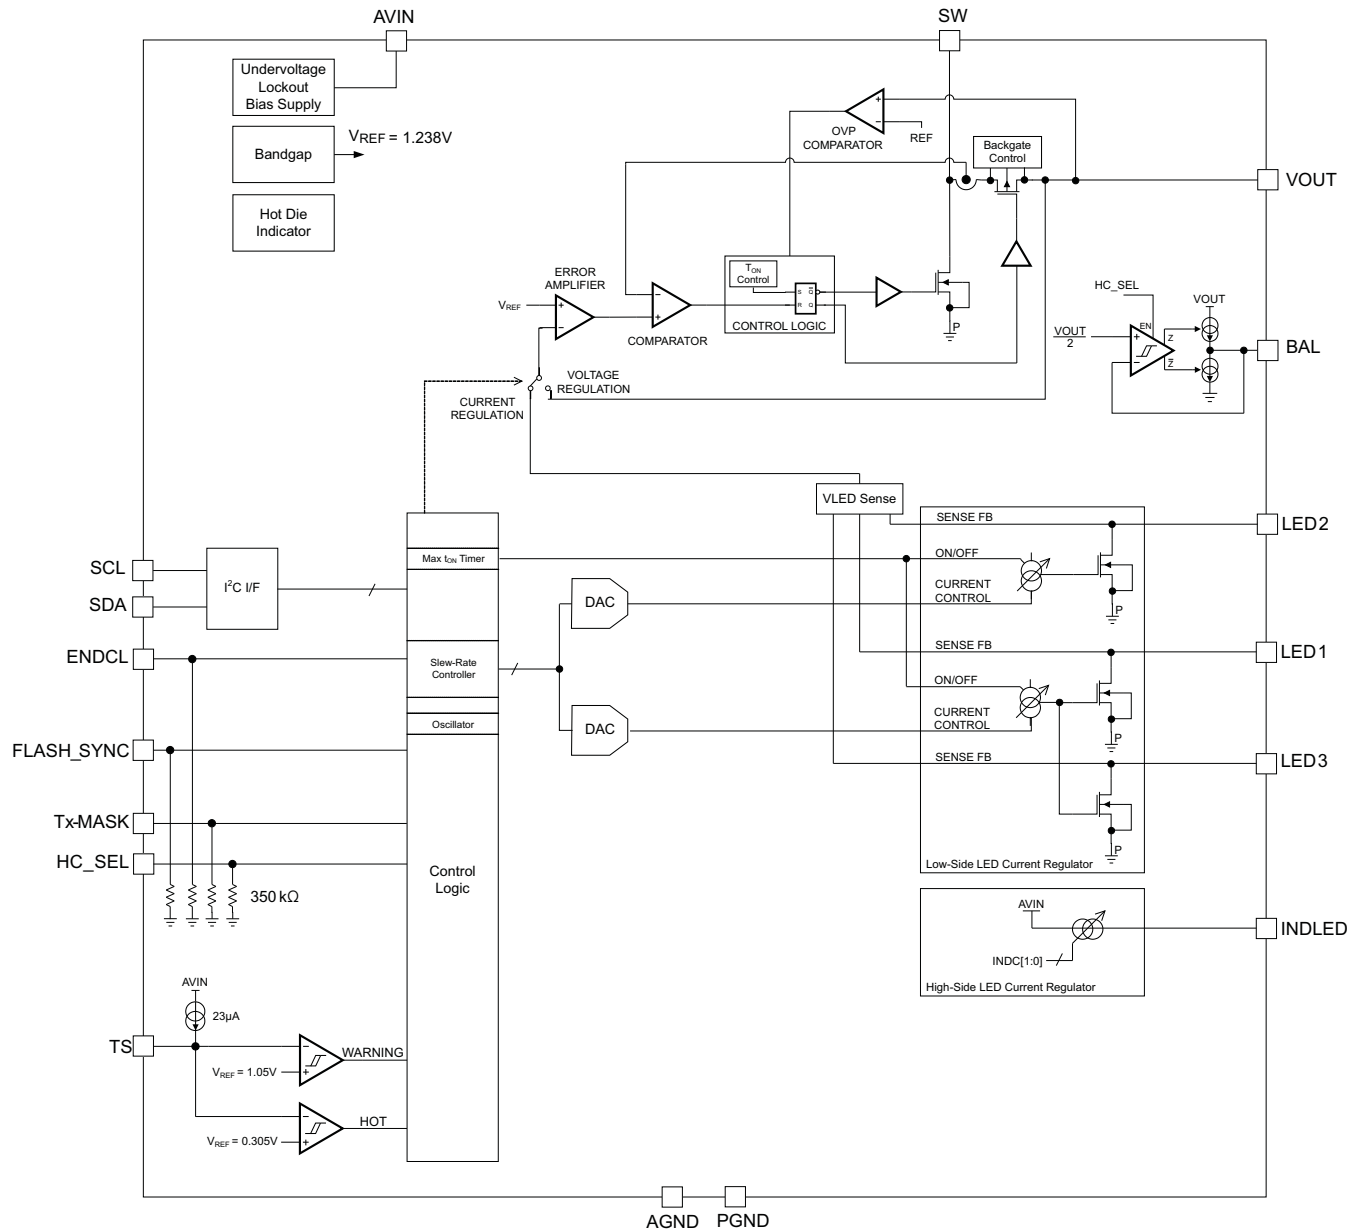 AVIN
SW
Undervoltage
Lockout
Bias Supply
Bandgap
VREF = 1.238V
Hot Die
Indicator
OVP
COMPARATOR
+
−
REF
Backgate
Control
VOUT
ERROR
AMPLIFIER
VREF
+
−
−
+
COMPARATOR
TON
Control
S
R
Q̅
Q
CONTROL LOGIC
P
HC_SEL
VOUT
EN
VOUT
2
+
−
Z
Z̅
BAL
VOLTAGE
REGULATION
CURRENT
REGULATION
VLED Sense
SENSE FB
LED2
Max tON Timer
ON/OFF
SCL
I²C I/F
SDA
DAC
CURRENT
CONTROL
P
ENDCL
Slew-Rate
Controller
SENSE FB
LED1
ON/OFF
Oscillator
DAC
CURRENT
CONTROL
P
FLASH_SYNC
SENSE FB
LED3
Tx-MASK
HC_SEL
P
Low-Side LED Current Regulator
350 kΩ
Control
Logic
AVIN
INDLED
INDC[1:0]
High-Side LED Current Regulator
AVIN
23µA
TS
−
WARNING
VREF = 1.05V
+
−
HOT
VREF = 0.305V
+
AGND
PGND